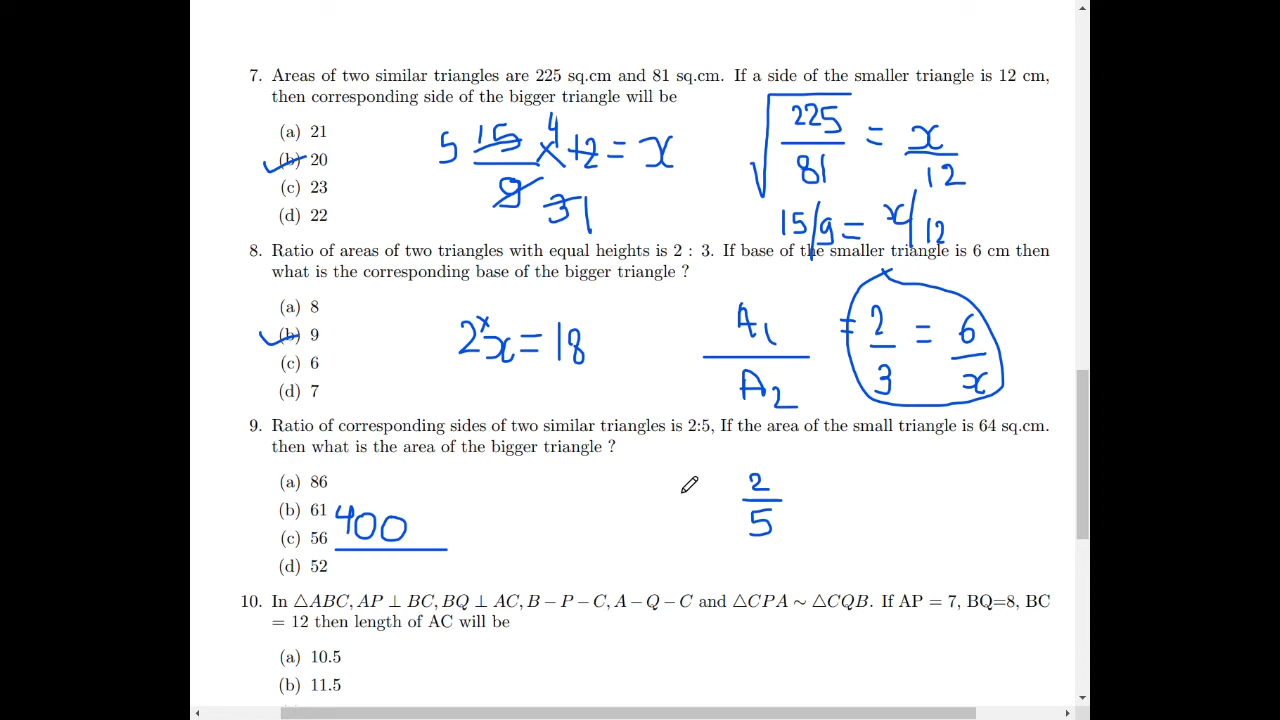 7. Areas of two similar triangles are 225 sq.cm and 81 sq.cm. If a side of the smaller triangle is 12 cm,
then corresponding side of the bigger triangle will be
(a) 21
(b) 20
(c) 23
(d) 22
5 15/9 × 12 = x
4
31
√225/81 = x/12
15/9 = x/12
8. Ratio of areas of two triangles with equal heights is 2 : 3. If base of the smaller triangle is 6 cm then
what is the corresponding base of the bigger triangle ?
(a) 8
(b) 9
(c) 6
(d) 7
2 × x = 18
A1/A2 = 2/3 = 6/x
9. Ratio of corresponding sides of two similar triangles is 2:5, If the area of the small triangle is 64 sq.cm.
then what is the area of the bigger triangle ?
(a) 86
(b) 61
(c) 56
(d) 52
400
2/5
10. In △ABC, AP ⊥ BC, BQ ⊥ AC, B − P − C, A − Q − C and △CPA ∼ △CQB. If AP = 7, BQ=8, BC
= 12 then length of AC will be
(a) 10.5
(b) 11.5